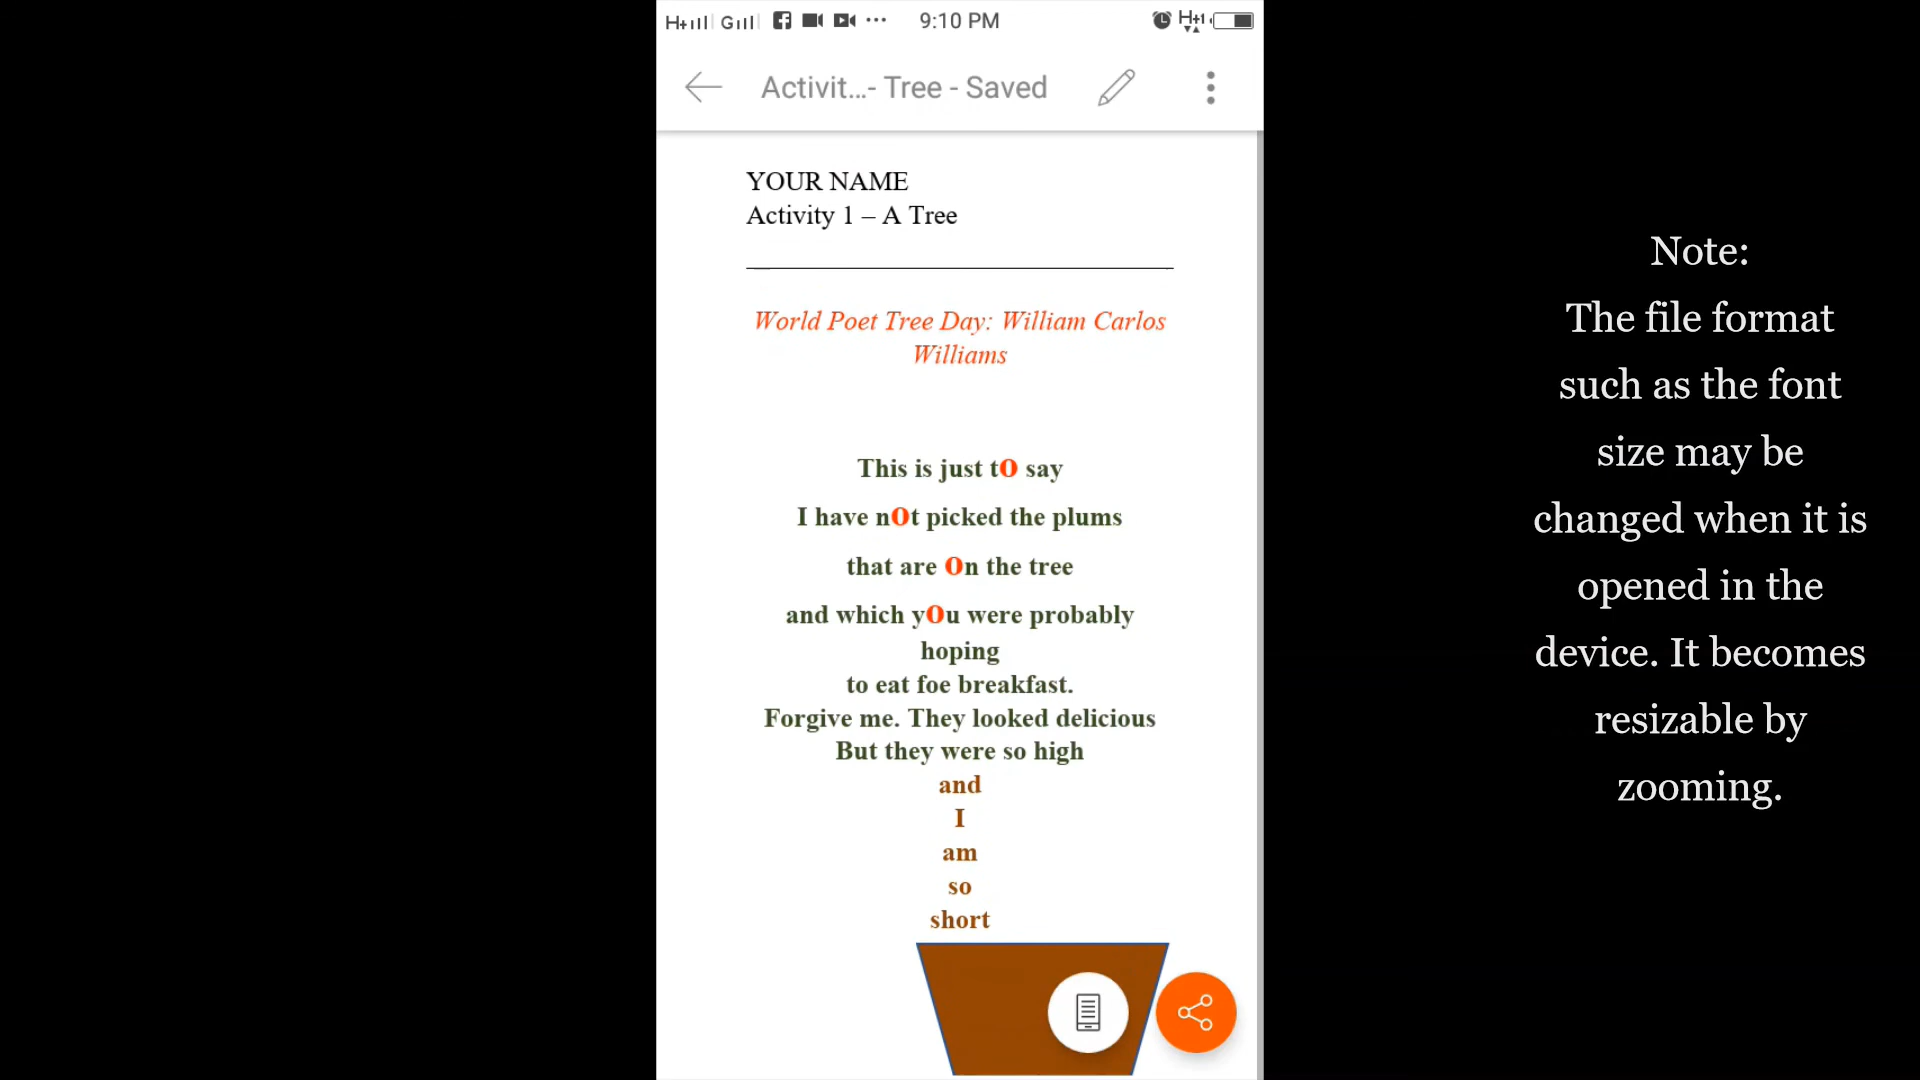 H+ G 9:10 PM H+1
Activit...- Tree - Saved
YOUR NAME
Activity 1 – A Tree
World Poet Tree Day: William Carlos
Williams
This is just tO say
I have nOt picked the plums
that are On the tree
and which yOu were probably
hoping
to eat foe breakfast.
Forgive me. They looked delicious
But they were so high
and
I
am
so
short
Note:
The file format
such as the font
size may be
changed when it is
opened in the
device. It becomes
resizable by
zooming.